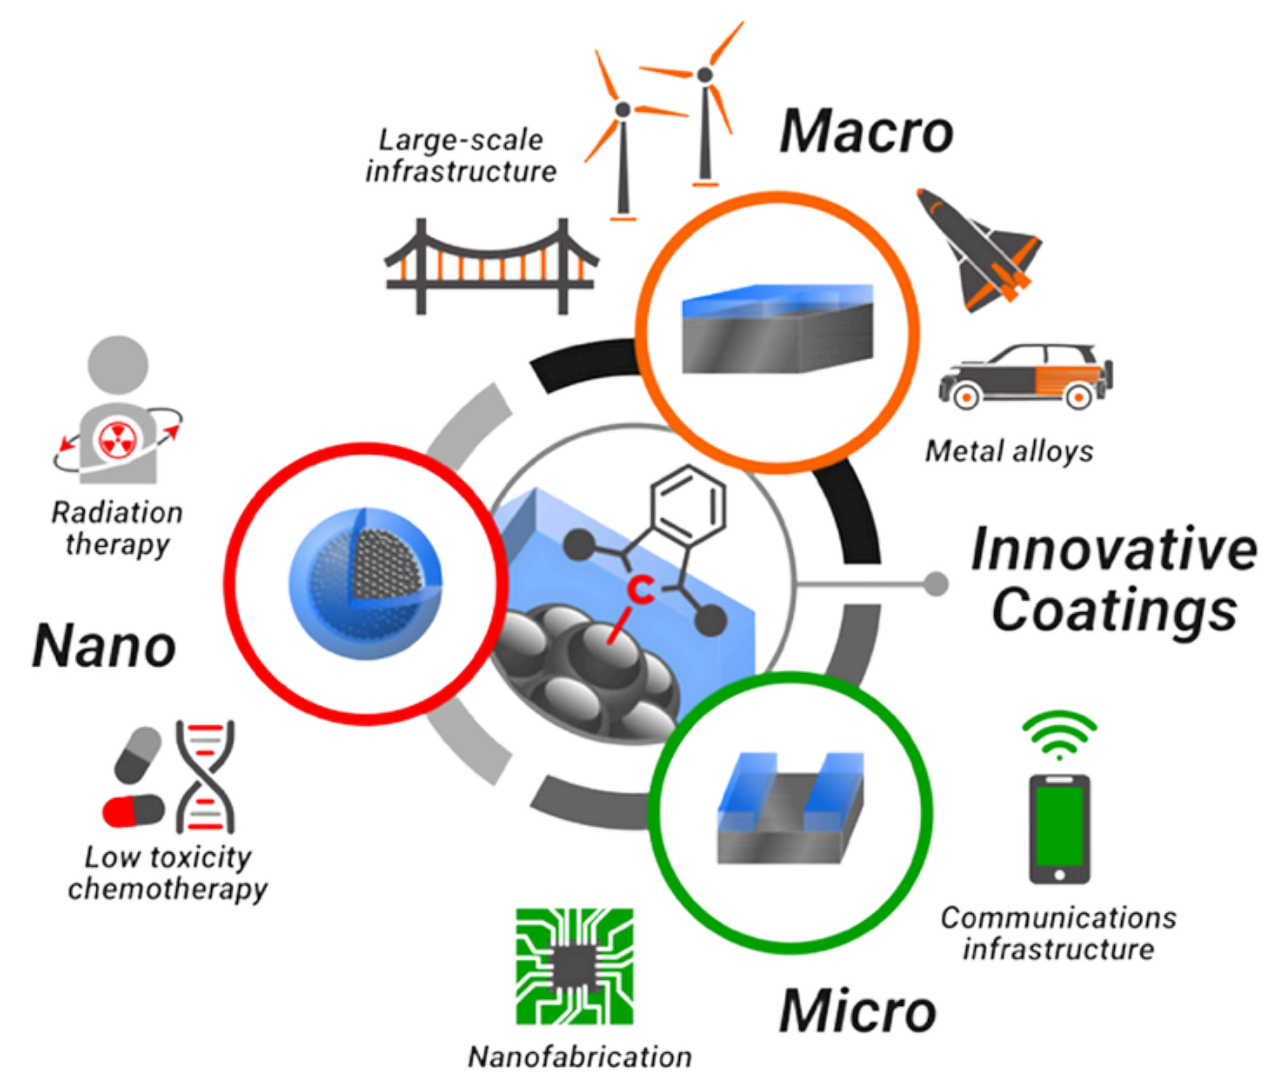 Macro
Large-scale
infrastructure
Metal alloys
Innovative
Coatings
C
Radiation
therapy
Nano
Low toxicity
chemotherapy
Communications
infrastructure
Micro
Nanofabrication